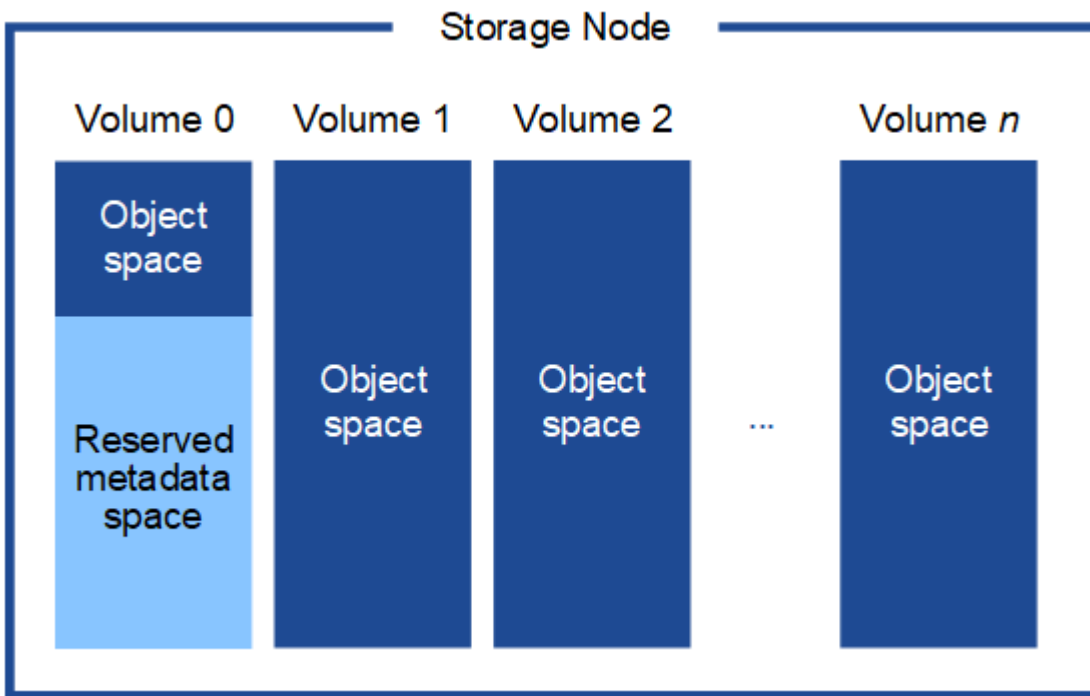 Storage Node
Volume 0
Volume 1
Volume 2
Volume n
Object
space
Reserved
metadata
space
Object
space
Object
space
...
Object
space